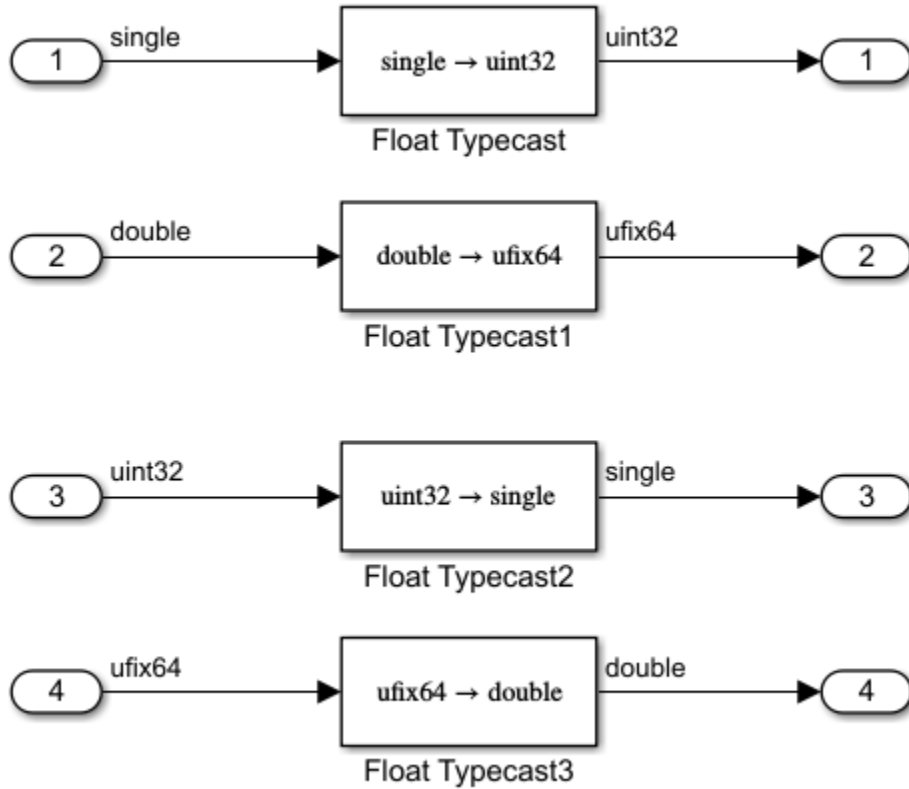 single
uint32
1
single → uint32
1
Float Typecast
double
ufix64
2
double → ufix64
2
Float Typecast1
uint32
single
3
uint32 → single
3
Float Typecast2
ufix64
double
4
ufix64 → double
4
Float Typecast3